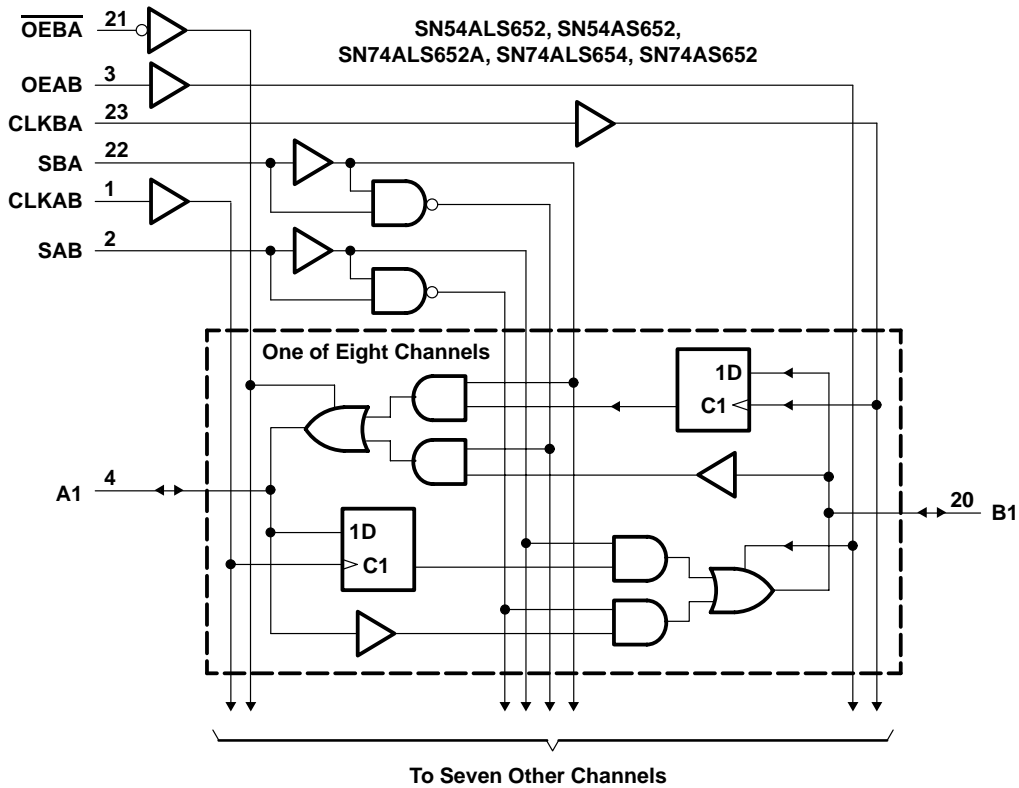 SN54ALS652, SN54AS652,
SN74ALS652A, SN74ALS654, SN74AS652
OEBA 21
OEAB 3
CLKBA 23
SBA 22
CLKAB 1
SAB 2
One of Eight Channels
1D
C1
A1 4
20 B1
1D
C1
To Seven Other Channels